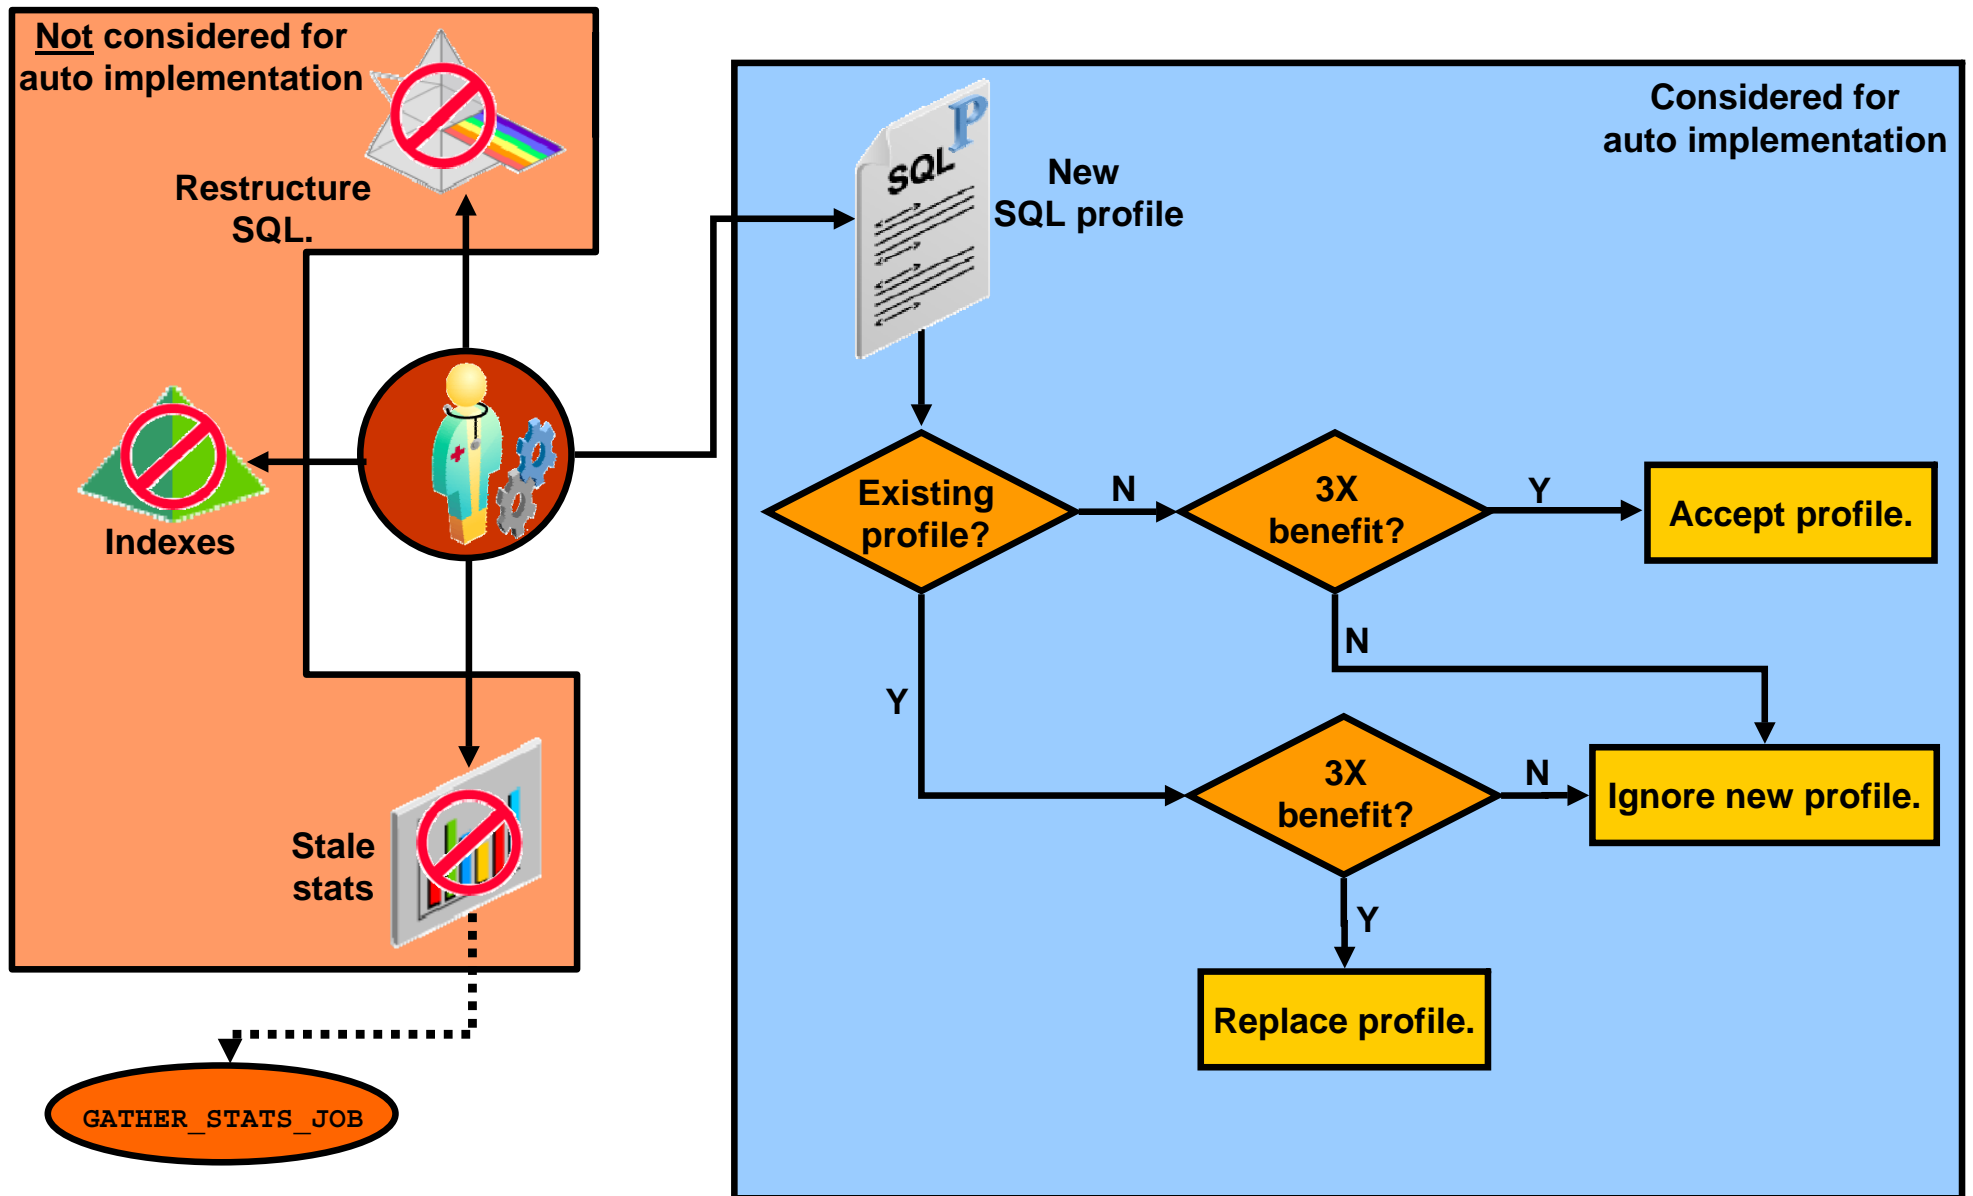 Not considered for
auto implementation
Restructure
SQL.
Indexes
Stale
stats
GATHER_STATS_JOB
Considered for
auto implementation
P
SQL
New
SQL profile
Existing
profile?
N
3X
benefit?
Y
Accept profile.
N
Y
3X
benefit?
N
Ignore new profile.
Y
Replace profile.